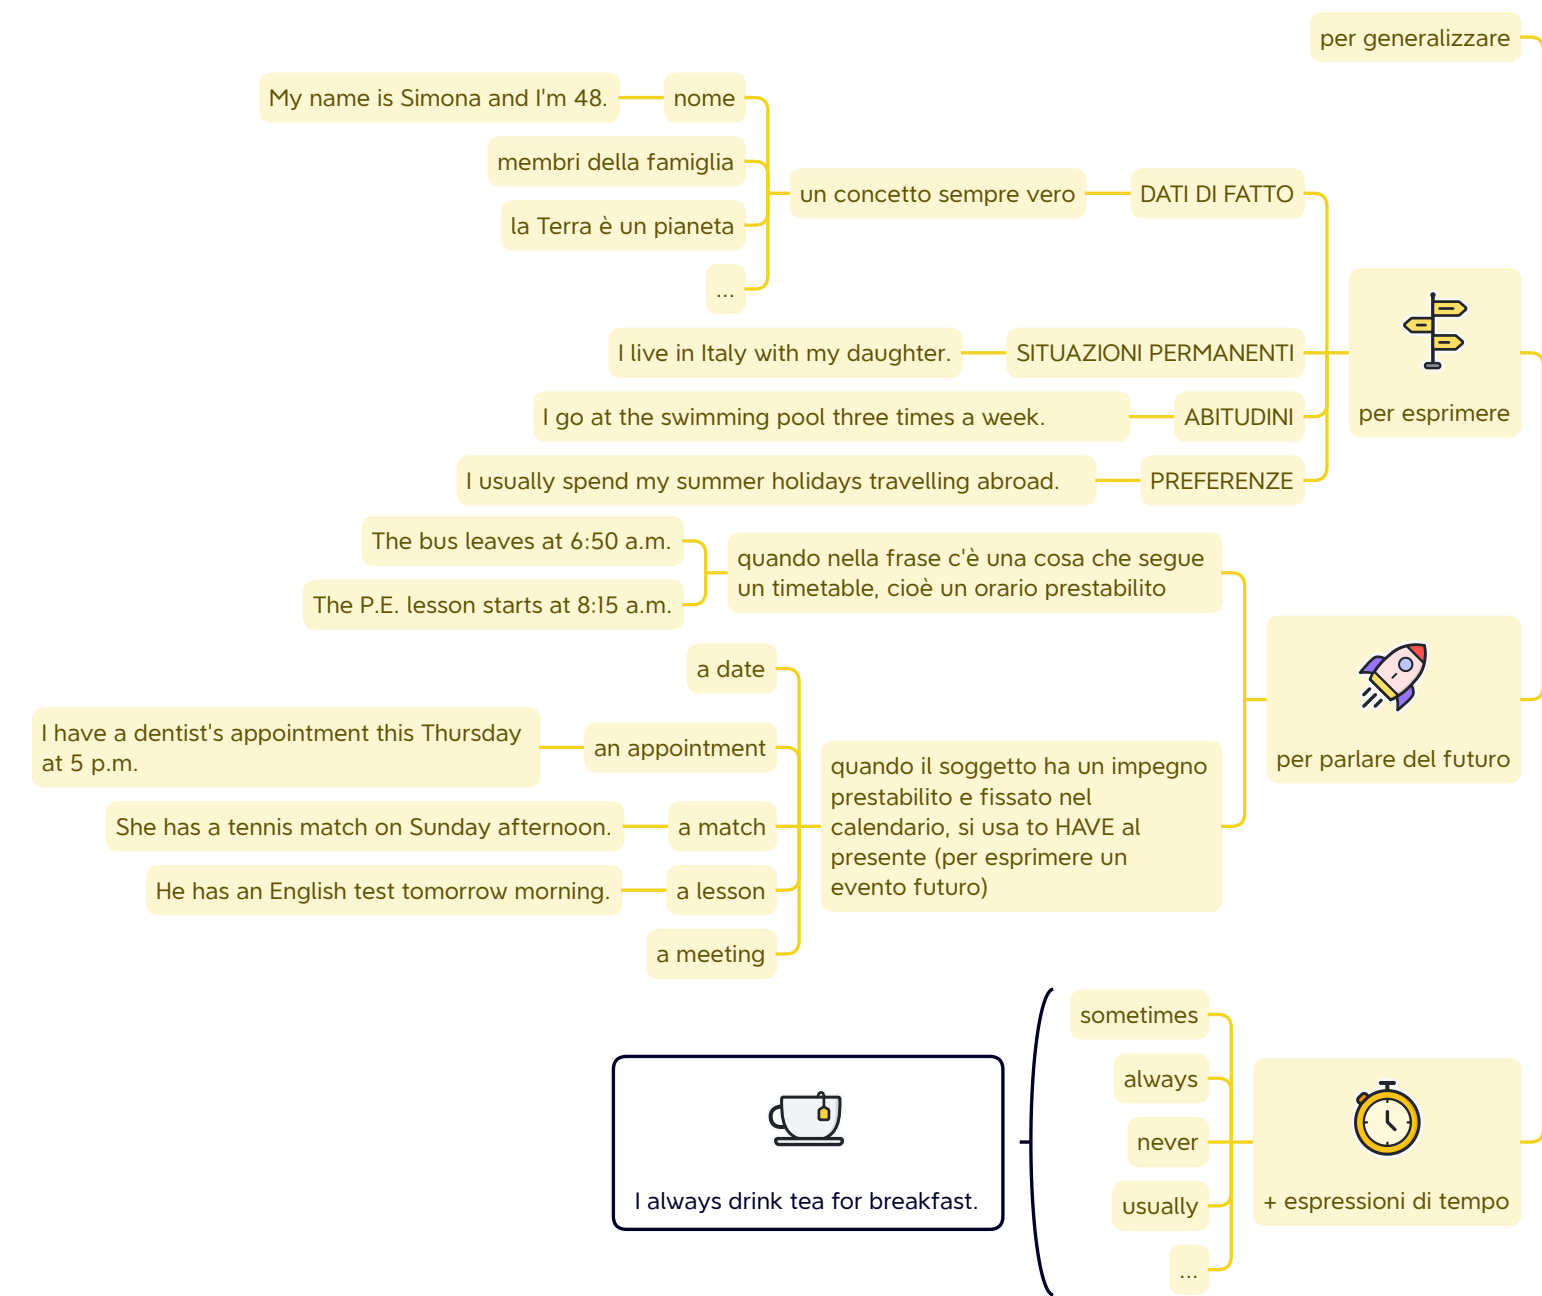 per generalizzare
My name is Simona and I'm 48.
nome
membri della famiglia
la Terra è un pianeta
...
un concetto sempre vero
DATI DI FATTO
I live in Italy with my daughter.
SITUAZIONI PERMANENTI
I go at the swimming pool three times a week.
ABITUDINI
I usually spend my summer holidays travelling abroad.
PREFERENZE
per esprimere
The bus leaves at 6:50 a.m.
The P.E. lesson starts at 8:15 a.m.
quando nella frase c'è una cosa che segue
un timetable, cioè un orario prestabilito
a date
I have a dentist's appointment this Thursday
at 5 p.m.
an appointment
She has a tennis match on Sunday afternoon.
a match
He has an English test tomorrow morning.
a lesson
a meeting
quando il soggetto ha un impegno
prestabilito e fissato nel
calendario, si usa to HAVE al
presente (per esprimere un
evento futuro)
per parlare del futuro
sometimes
always
never
usually
...
I always drink tea for breakfast.
+ espressioni di tempo